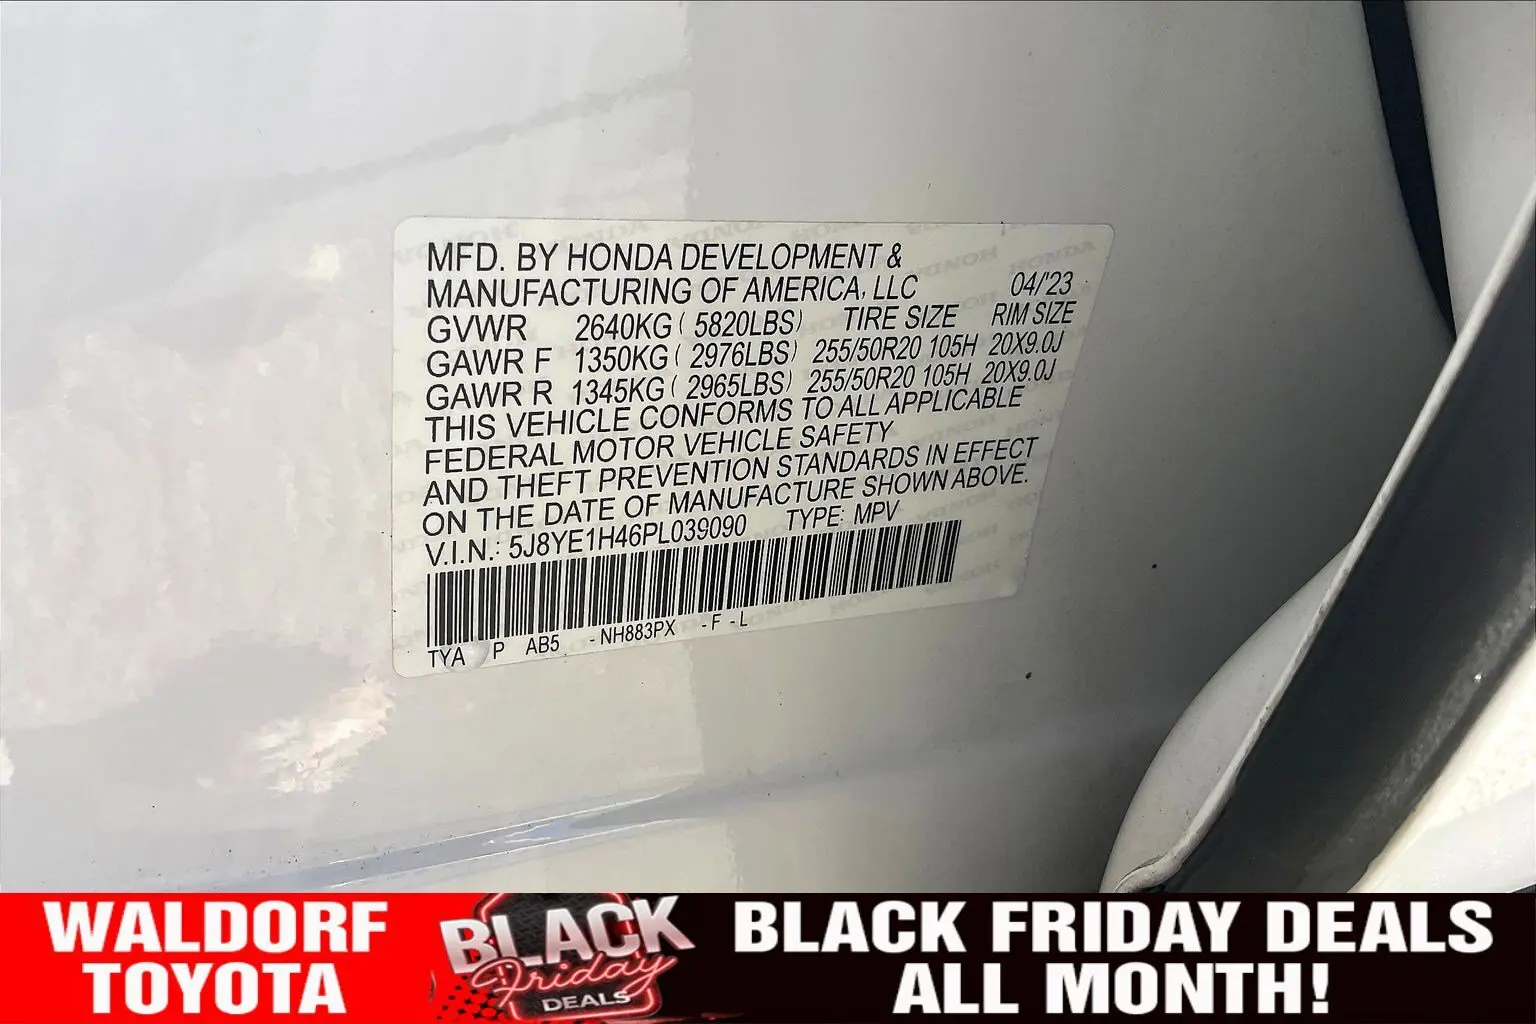 MFD. BY HONDA DEVELOPMENT &
MANUFACTURING OF AMERICA, LLC 04/'23
GVWR 2640KG ( 5820LBS) TIRE SIZE RIM SIZE
GAWR F 1350KG ( 2976LBS) 255/50R20 105H 20X9.0J
GAWR R 1345KG ( 2965LBS) 255/50R20 105H 20X9.0J
THIS VEHICLE CONFORMS TO ALL APPLICABLE
FEDERAL MOTOR VEHICLE SAFETY
AND THEFT PREVENTION STANDARDS IN EFFECT
ON THE DATE OF MANUFACTURE SHOWN ABOVE.
V.I.N.: 5J8YE1H46PL039090 TYPE: MPV
TYA P AB5 - NH883PX - F - L
WALDORF
TOYOTA
BLACK
Friday
DEALS
BLACK FRIDAY DEALS
ALL MONTH!